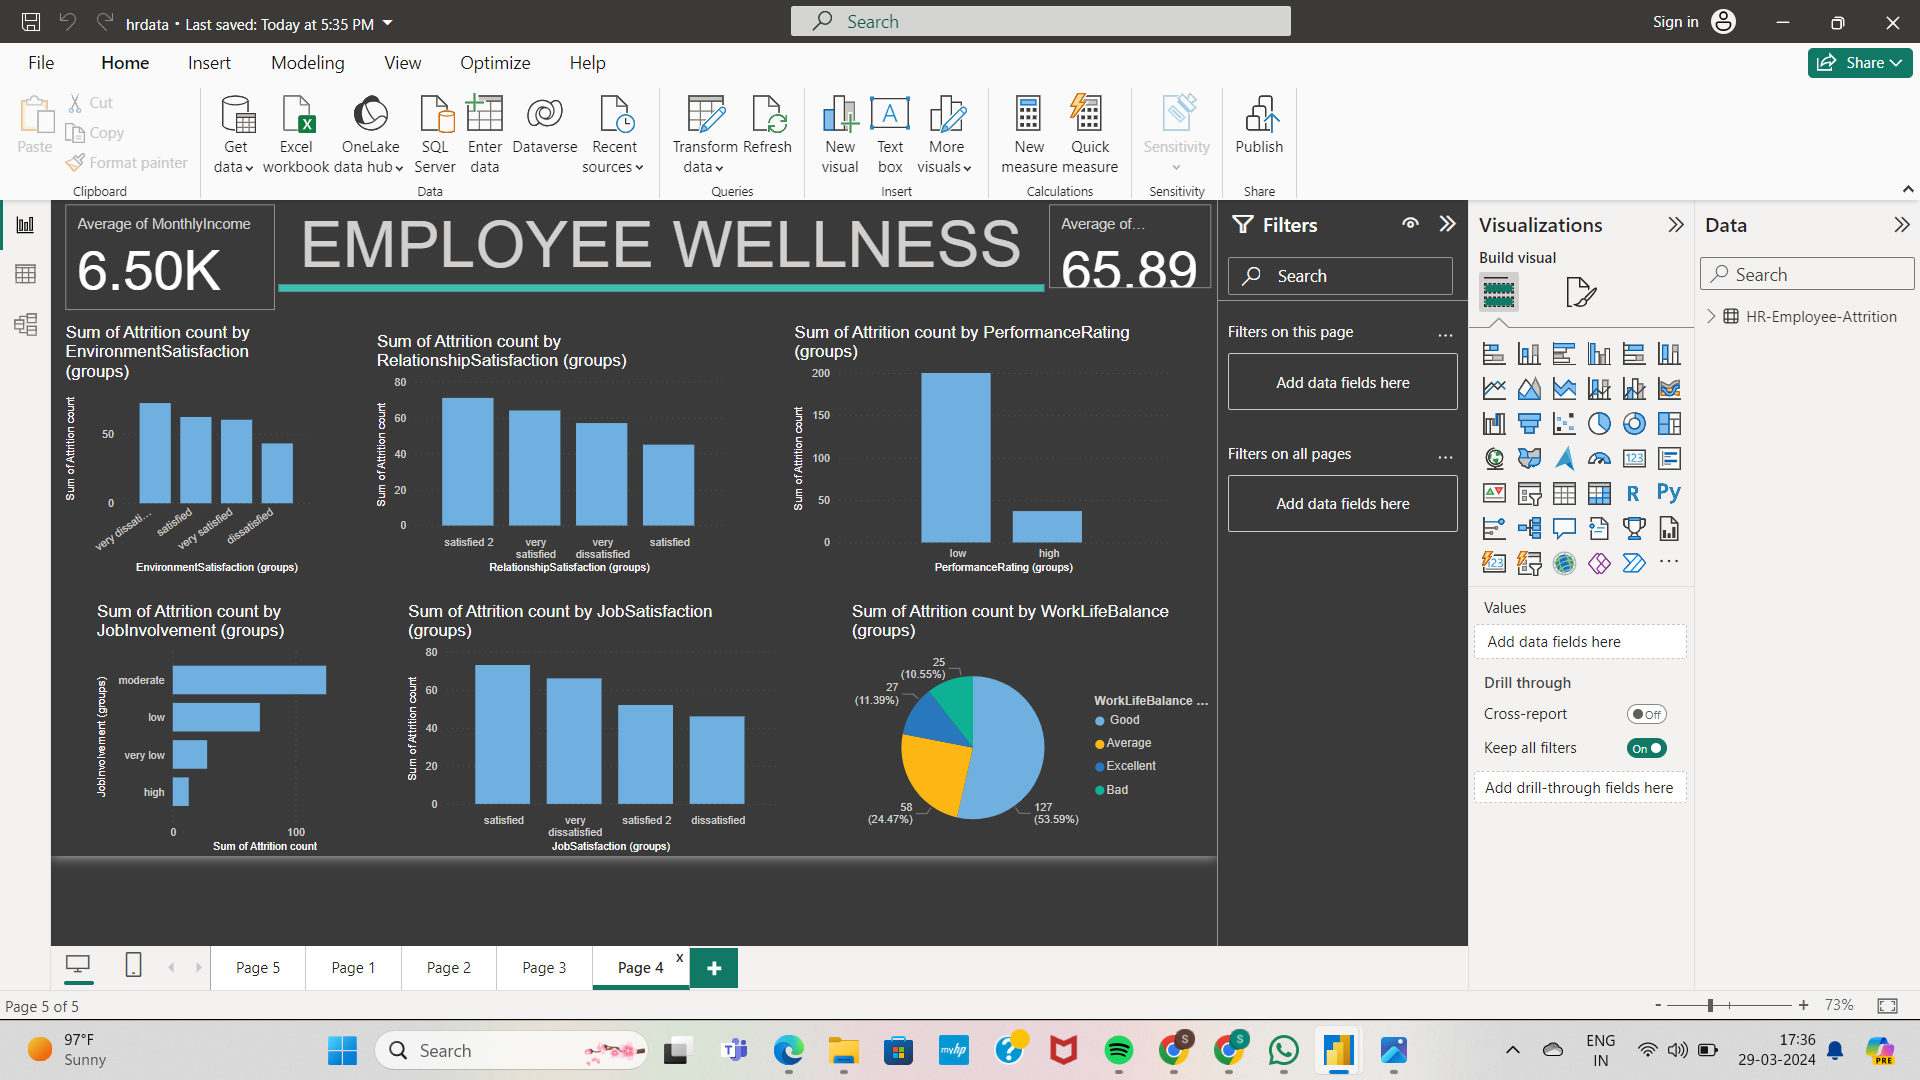 hrdata • Last saved: Today at 5:35 PM
Search
Sign in
File Home Insert Modeling View Optimize Help
Share
Paste
Cut
Copy
Format painter
Clipboard
Get data
Excel workbook
OneLake data hub
SQL Server
Enter data
Dataverse
Recent sources
Data
Transform data
Refresh
Queries
New visual
Text box
More visuals
Insert
New measure
Quick measure
Calculations
Sensitivity
Sensitivity
Publish
Share
Average of MonthlyIncome
6.50K
EMPLOYEE WELLNESS
Average of...
65.89
Sum of Attrition count by
EnvironmentSatisfaction
(groups)
Sum of Attrition count
50
0
very dissati...
satisfied
very satisfied
dissatisfied
EnvironmentSatisfaction (groups)
Sum of Attrition count by
RelationshipSatisfaction (groups)
Sum of Attrition count
80
60
40
20
0
satisfied 2
very satisfied
very dissatisfied
satisfied
RelationshipSatisfaction (groups)
Sum of Attrition count by PerformanceRating
(groups)
Sum of Attrition count
200
150
100
50
0
low
high
PerformanceRating (groups)
Sum of Attrition count by
JobInvolvement (groups)
JobInvolvement (groups)
moderate
low
very low
high
0
100
Sum of Attrition count
Sum of Attrition count by JobSatisfaction
(groups)
Sum of Attrition count
80
60
40
20
0
satisfied
very dissatisfied
satisfied 2
dissatisfied
JobSatisfaction (groups)
Sum of Attrition count by WorkLifeBalance
(groups)
25
(10.55%)
27
(11.39%)
58
(24.47%)
127
(53.59%)
WorkLifeBalance ...
Good
Average
Excellent
Bad
Filters
Search
Filters on this page
...
Add data fields here
Filters on all pages
...
Add data fields here
Visualizations
Build visual
123
R
Py
123
...
Values
Add data fields here
Drill through
Cross-report
Off
Keep all filters
On
Add drill-through fields here
Data
Search
HR-Employee-Attrition
Page 5
Page 1
Page 2
Page 3
Page 4
x
+
Page 5 of 5
- + 73%
97°F
Sunny
Search
myhp
S
S
ENG
IN
17:36
29-03-2024
PRE